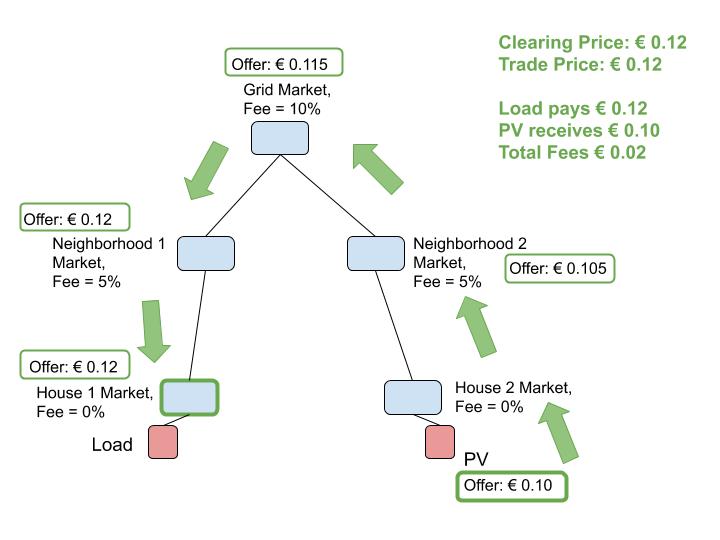 Clearing Price: € 0.12
Trade Price: € 0.12
Load pays € 0.12
PV receives € 0.10
Total Fees € 0.02
Offer: € 0.115
Grid Market,
Fee = 10%
Offer: € 0.12
Neighborhood 1
Market,
Fee = 5%
Neighborhood 2
Market,
Fee = 5%
Offer: € 0.105
Offer: € 0.12
House 1 Market,
Fee = 0%
Load
House 2 Market,
Fee = 0%
PV
Offer: € 0.10